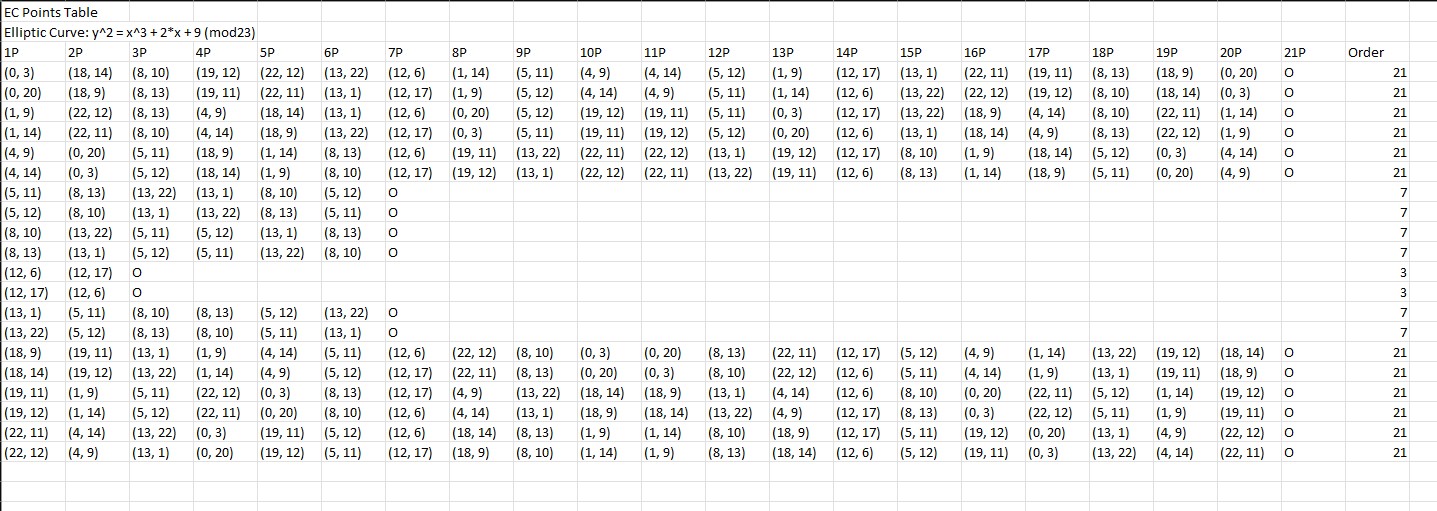 EC Points Table
Elliptic Curve: y^2 = x^3 + 2*x + 9 (mod23)
1P 2P 3P 4P 5P 6P 7P 8P 9P 10P 11P 12P 13P 14P 15P 16P 17P 18P 19P 20P 21P Order
(0, 3) (18, 14) (8, 10) (19, 12) (22, 12) (13, 22) (12, 6) (1, 14) (5, 11) (4, 9) (4, 14) (5, 12) (1, 9) (12, 17) (13, 1) (22, 11) (19, 11) (8, 13) (18, 9) (0, 20) O 21
(0, 20) (18, 9) (8, 13) (19, 11) (22, 11) (13, 1) (12, 17) (1, 9) (5, 12) (4, 14) (4, 9) (5, 11) (1, 14) (12, 6) (13, 22) (22, 12) (19, 12) (8, 10) (18, 14) (0, 3) O 21
(1, 9) (22, 12) (8, 13) (4, 9) (18, 14) (13, 1) (12, 6) (0, 20) (5, 12) (19, 12) (19, 11) (5, 11) (0, 3) (12, 17) (13, 22) (18, 9) (4, 14) (8, 10) (22, 11) (1, 14) O 21
(1, 14) (22, 11) (8, 10) (4, 14) (18, 9) (13, 22) (12, 17) (0, 3) (5, 11) (19, 11) (19, 12) (5, 12) (0, 20) (12, 6) (13, 1) (18, 14) (4, 9) (8, 13) (22, 12) (1, 9) O 21
(4, 9) (0, 20) (5, 11) (18, 9) (1, 14) (8, 13) (12, 6) (19, 11) (13, 22) (22, 11) (22, 12) (13, 1) (19, 12) (12, 17) (8, 10) (1, 9) (18, 14) (5, 12) (0, 3) (4, 14) O 21
(4, 14) (0, 3) (5, 12) (18, 14) (1, 9) (8, 10) (12, 17) (19, 12) (13, 1) (22, 12) (22, 11) (13, 22) (19, 11) (12, 6) (8, 13) (1, 14) (18, 9) (5, 11) (0, 20) (4, 9) O 21
(5, 11) (8, 13) (13, 22) (13, 1) (8, 10) (5, 12) O 7
(5, 12) (8, 10) (13, 1) (13, 22) (8, 13) (5, 11) O 7
(8, 10) (13, 22) (5, 11) (5, 12) (13, 1) (8, 13) O 7
(8, 13) (13, 1) (5, 12) (5, 11) (13, 22) (8, 10) O 7
(12, 6) (12, 17) O 3
(12, 17) (12, 6) O 3
(13, 1) (5, 11) (8, 10) (8, 13) (5, 12) (13, 22) O 7
(13, 22) (5, 12) (8, 13) (8, 10) (5, 11) (13, 1) O 7
(18, 9) (19, 11) (13, 1) (1, 9) (4, 14) (5, 11) (12, 6) (22, 12) (8, 10) (0, 3) (0, 20) (8, 13) (22, 11) (12, 17) (5, 12) (4, 9) (1, 14) (13, 22) (19, 12) (18, 14) O 21
(18, 14) (19, 12) (13, 22) (1, 14) (4, 9) (5, 12) (12, 17) (22, 11) (8, 13) (0, 20) (0, 3) (8, 10) (22, 12) (12, 6) (5, 11) (4, 14) (1, 9) (13, 1) (19, 11) (18, 9) O 21
(19, 11) (1, 9) (5, 11) (22, 12) (0, 3) (8, 13) (12, 17) (4, 9) (13, 22) (18, 14) (18, 9) (13, 1) (4, 14) (12, 6) (8, 10) (0, 20) (22, 11) (5, 12) (1, 14) (19, 12) O 21
(19, 12) (1, 14) (5, 12) (22, 11) (0, 20) (8, 10) (12, 6) (4, 14) (13, 1) (18, 9) (18, 14) (13, 22) (4, 9) (12, 17) (8, 13) (0, 3) (22, 12) (5, 11) (1, 9) (19, 11) O 21
(22, 11) (4, 14) (13, 22) (0, 3) (19, 11) (5, 12) (12, 6) (18, 14) (8, 13) (1, 9) (1, 14) (8, 10) (18, 9) (12, 17) (5, 11) (19, 12) (0, 20) (13, 1) (4, 9) (22, 12) O 21
(22, 12) (4, 9) (13, 1) (0, 20) (19, 12) (5, 11) (12, 17) (18, 9) (8, 10) (1, 14) (1, 9) (8, 13) (18, 14) (12, 6) (5, 12) (19, 11) (0, 3) (13, 22) (4, 14) (22, 11) O 21